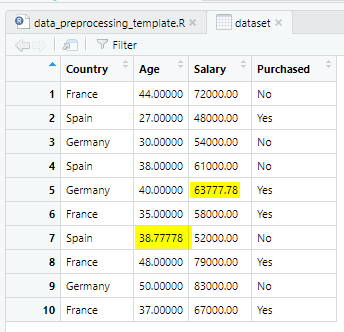 data_preprocessing_template.R × dataset ×
Filter
Country Age Salary Purchased
1 France 44.00000 72000.00 No
2 Spain 27.00000 48000.00 Yes
3 Germany 30.00000 54000.00 No
4 Spain 38.00000 61000.00 No
5 Germany 40.00000 63777.78 Yes
6 France 35.00000 58000.00 Yes
7 Spain 38.77778 52000.00 No
8 France 48.00000 79000.00 Yes
9 Germany 50.00000 83000.00 No
10 France 37.00000 67000.00 Yes